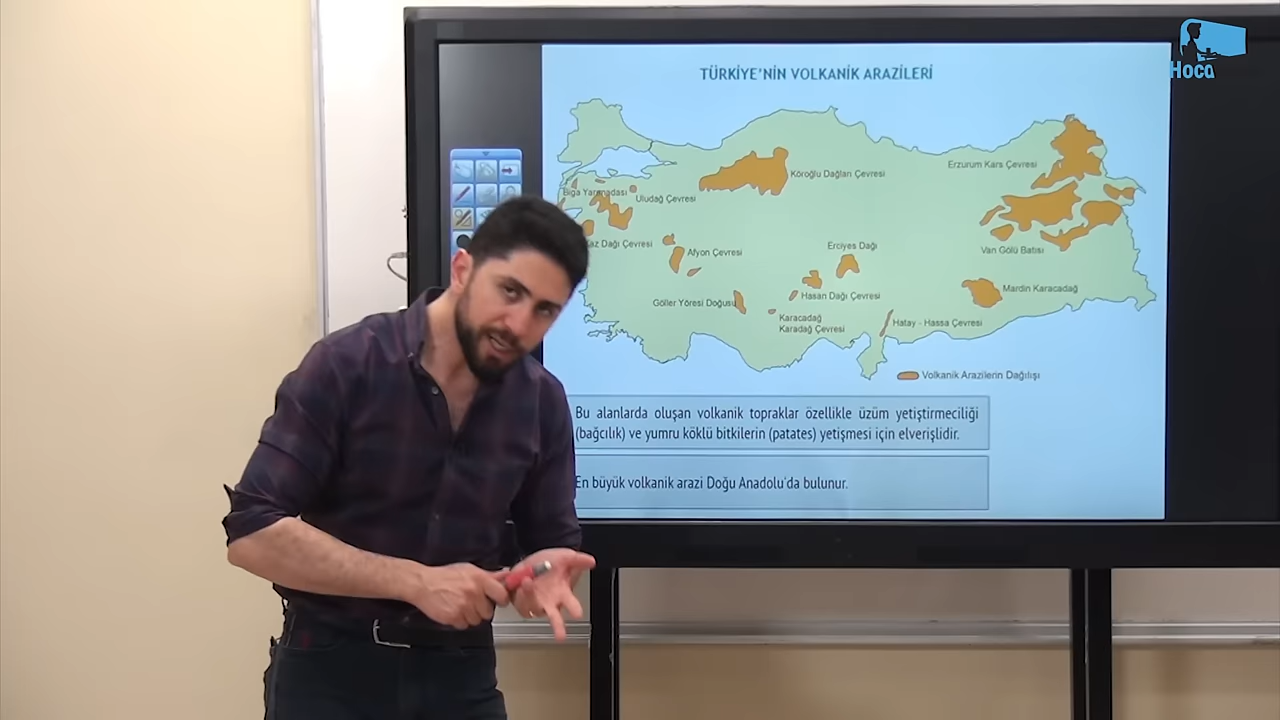 Hoca
TÜRKİYE'NİN VOLKANİK ARAZİLERİ
Erzurum Kars Çevresi
Köroğlu Dağları Çevresi
Biga Yarımadası
Uludağ Çevresi
Kaz Dağı Çevresi
Afyon Çevresi
Erciyes Dağı
Van Gölü Batısı
Mardin Karacadağ
Göller Yöresi Doğusu
Hasan Dağı Çevresi
Karacadağ
Karadağ Çevresi
Hatay - Hassa Çevresi
Volkanik Arazilerin Dağılışı
Bu alanlarda oluşan volkanik topraklar özellikle üzüm yetiştirmeciliği
(bağcılık) ve yumru köklü bitkilerin (patates) yetişmesi için elverişlidir.
En büyük volkanik arazi Doğu Anadolu'da bulunur.